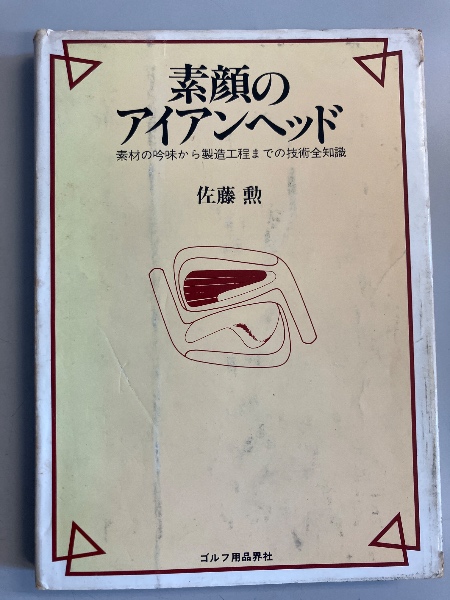 素顔の
アイアンヘッド
素材の吟味から製造工程までの技術全知識
佐藤 勲
ゴルフ用品界社